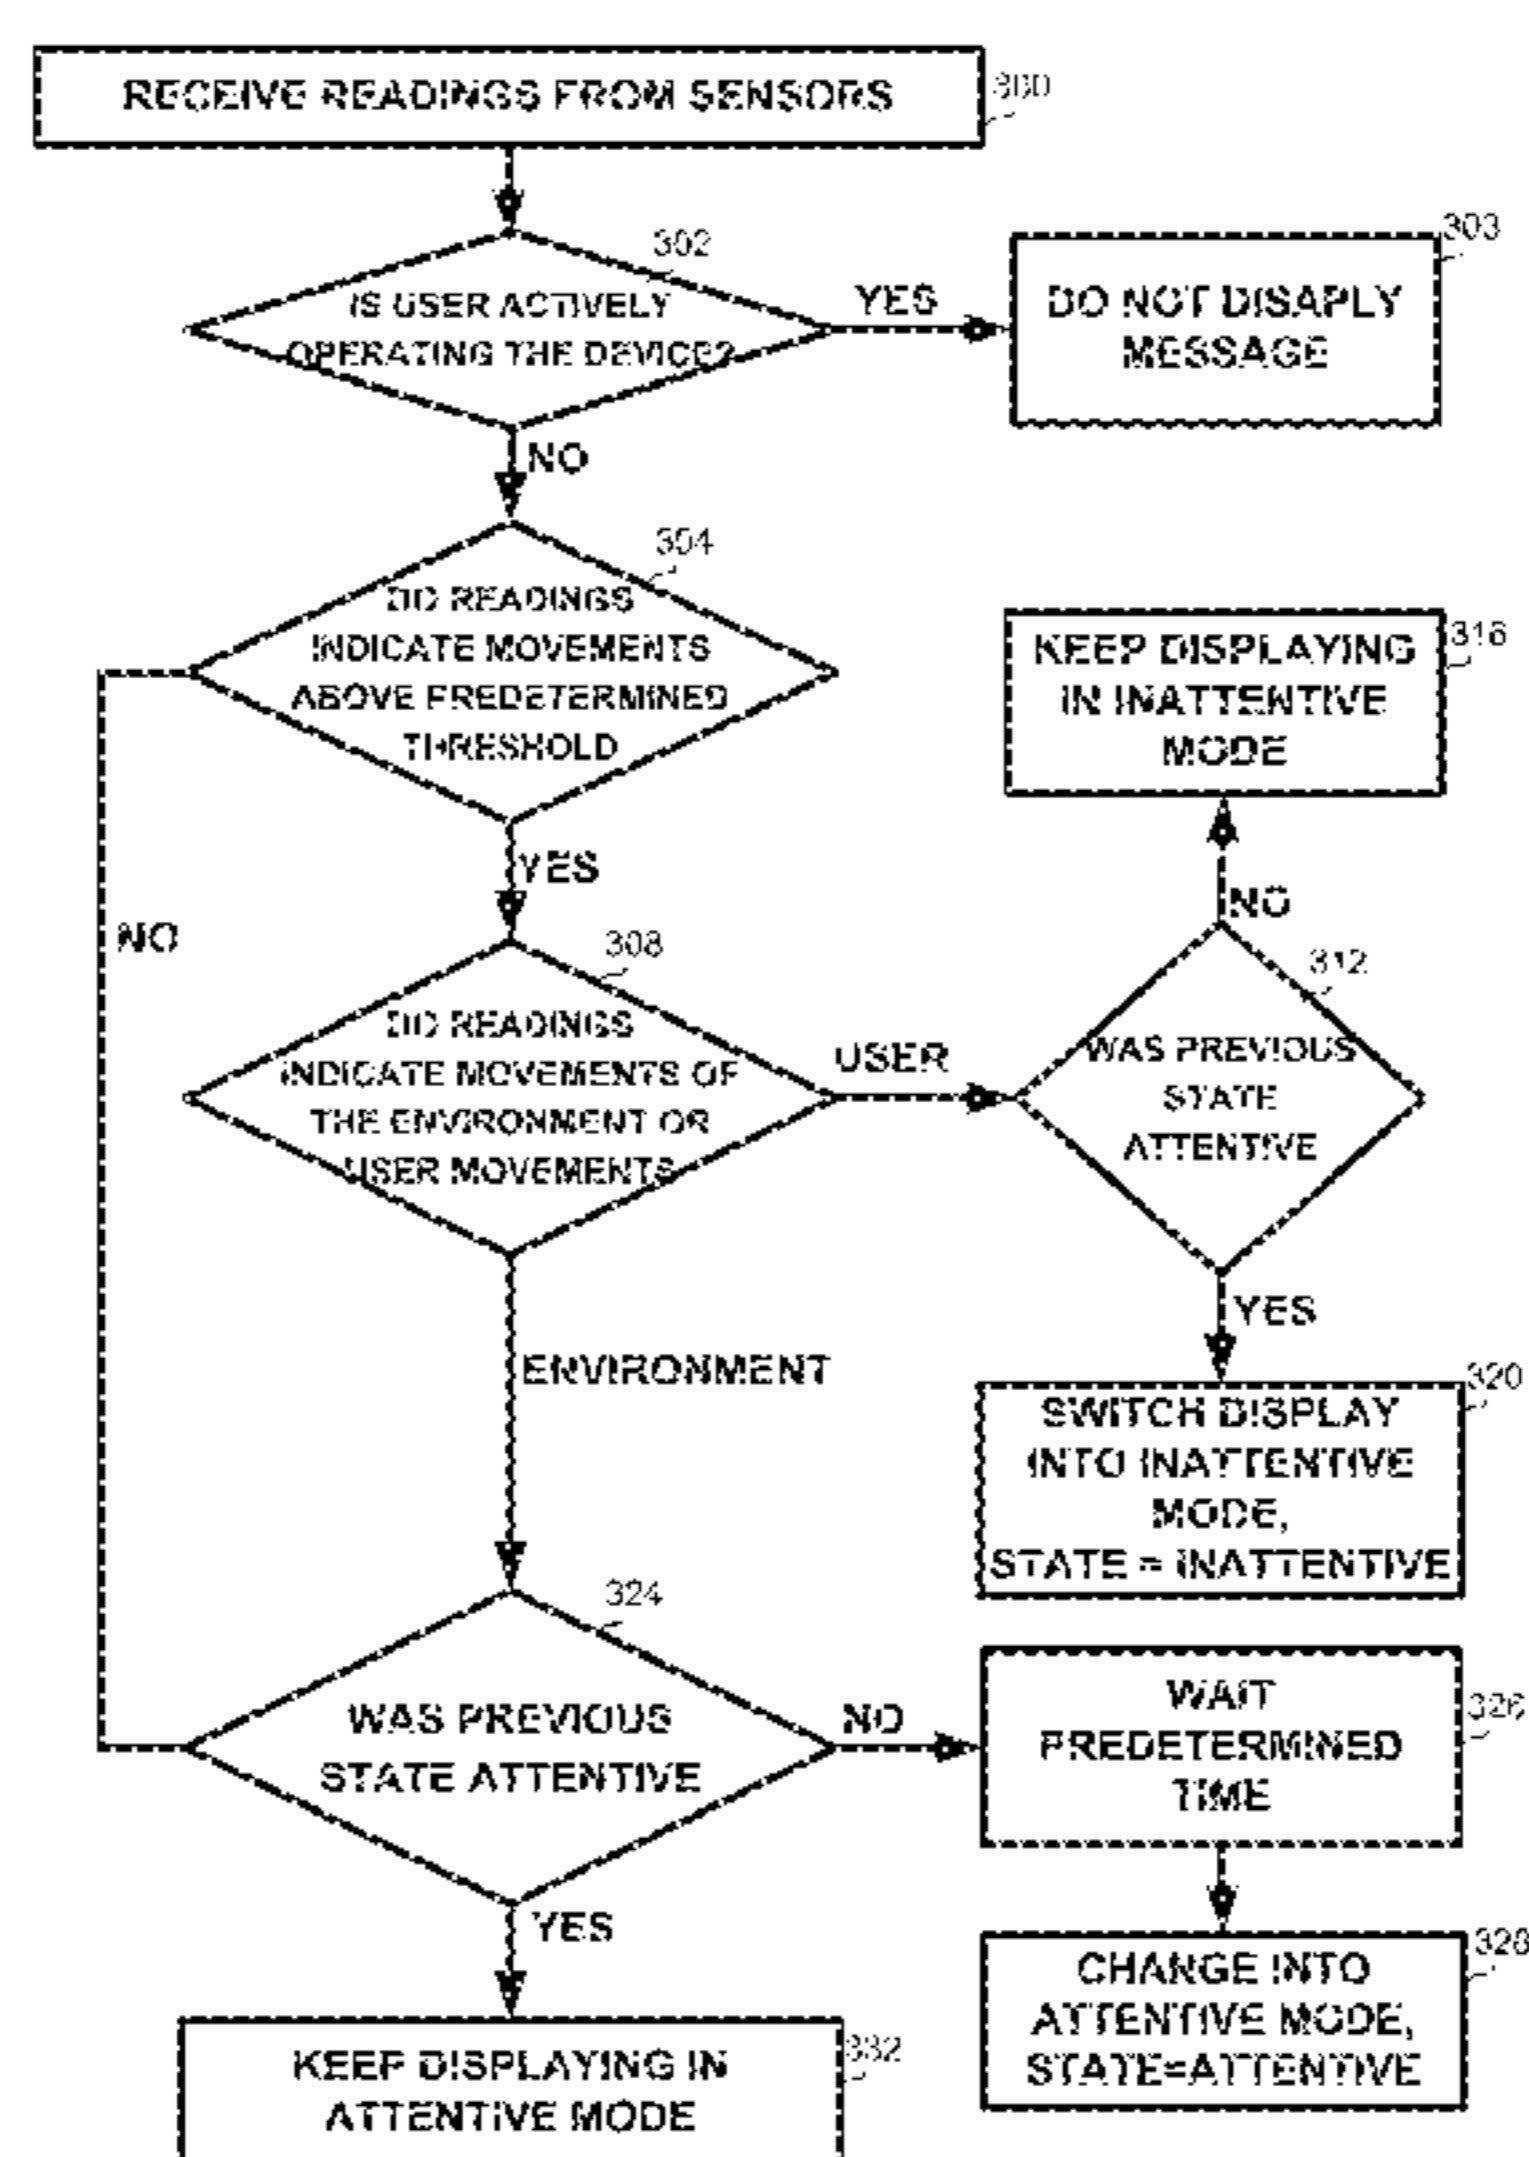 RECEIVE READINGS FROM SENSORS
300
302
IS USER ACTIVELY
OPERATING THE DEVICE?
YES
303
DO NOT DISAPLY
MESSAGE
NO
304
DO READINGS
INDICATE MOVEMENTS
ABOVE PREDETERMINED
THRESHOLD
316
KEEP DISPLAYING
IN INATTENTIVE
MODE
YES
NO
NO
308
312
DO READINGS
INDICATE MOVEMENTS OF
THE ENVIRONMENT OR
USER MOVEMENTS
USER
WAS PREVIOUS
STATE
ATTENTIVE
YES
ENVIRONMENT
320
SWITCH DISPLAY
INTO INATTENTIVE
MODE,
STATE = INATTENTIVE
324
WAS PREVIOUS
STATE ATTENTIVE
NO
326
WAIT
PREDETERMINED
TIME
YES
328
CHANGE INTO
ATTENTIVE MODE,
STATE=ATTENTIVE
332
KEEP DISPLAYING IN
ATTENTIVE MODE